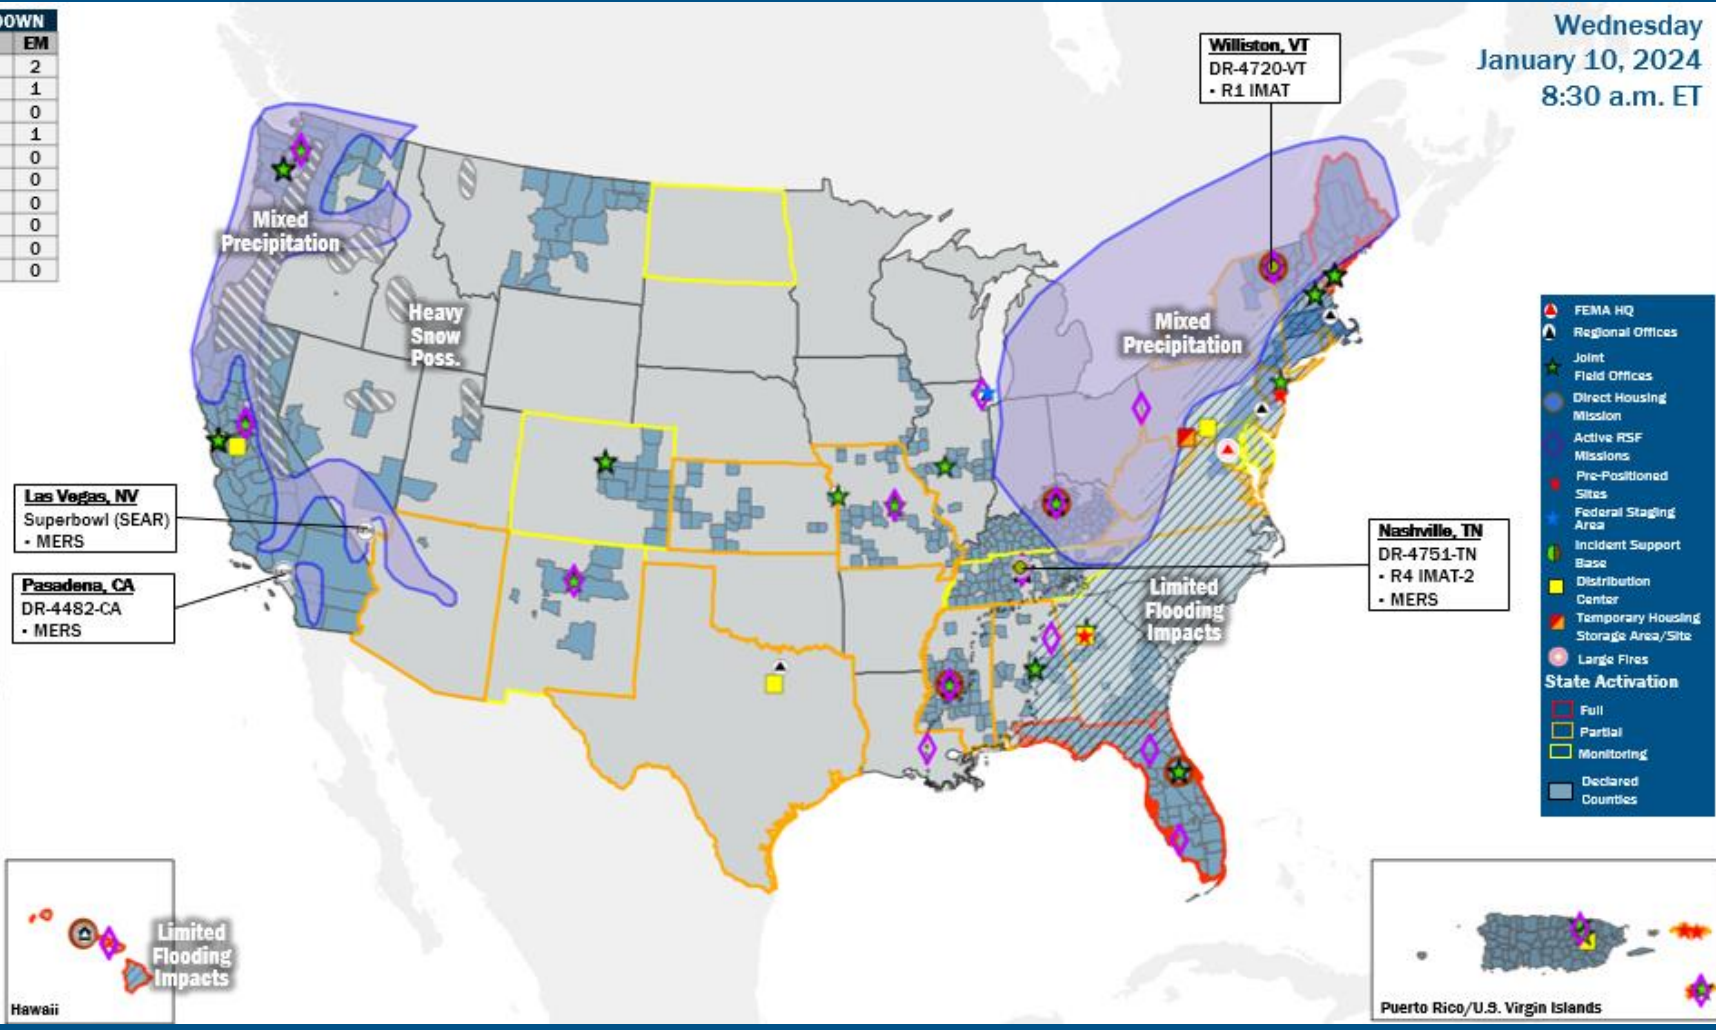 DOWN
EM
2
1
0
1
0
0
0
0
0
0
Wednesday
January 10, 2024
8:30 a.m. ET
Williston, VT
DR-4720-VT
• R1 IMAT
Mixed
Precipitation
Heavy
Snow
Poss.
Mixed
Precipitation
Las Vegas, NV
Superbowl (SEAR)
• MERS
Pasadena, CA
DR-4482-CA
• MERS
Nashville, TN
DR-4751-TN
• R4 IMAT-2
• MERS
Limited
Flooding
Impacts
FEMA HQ
Regional Offices
Joint
Field Offices
Direct Housing
Mission
Active RSF
Missions
Pre-Positioned
Sites
Federal Staging
Area
Incident Support
Base
Distribution
Center
Temporary Housing
Storage Area/Site
Large Fires
State Activation
Full
Partial
Monitoring
Declared
Counties
Limited
Flooding
Impacts
Hawaii
Puerto Rico/U.S. Virgin Islands